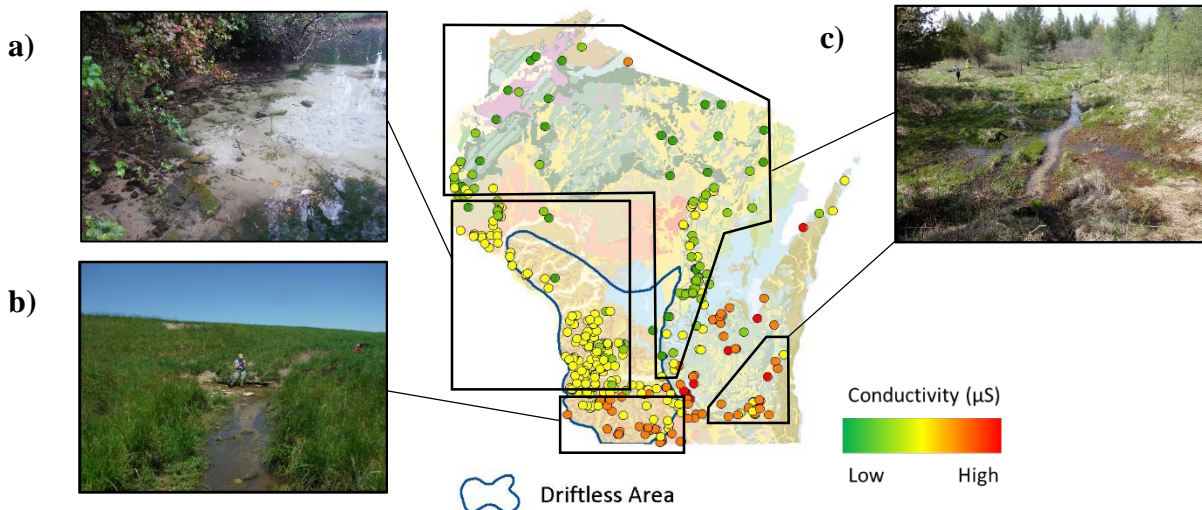 a)
c)
b)
Conductivity (µS)
Low High
Driftless Area